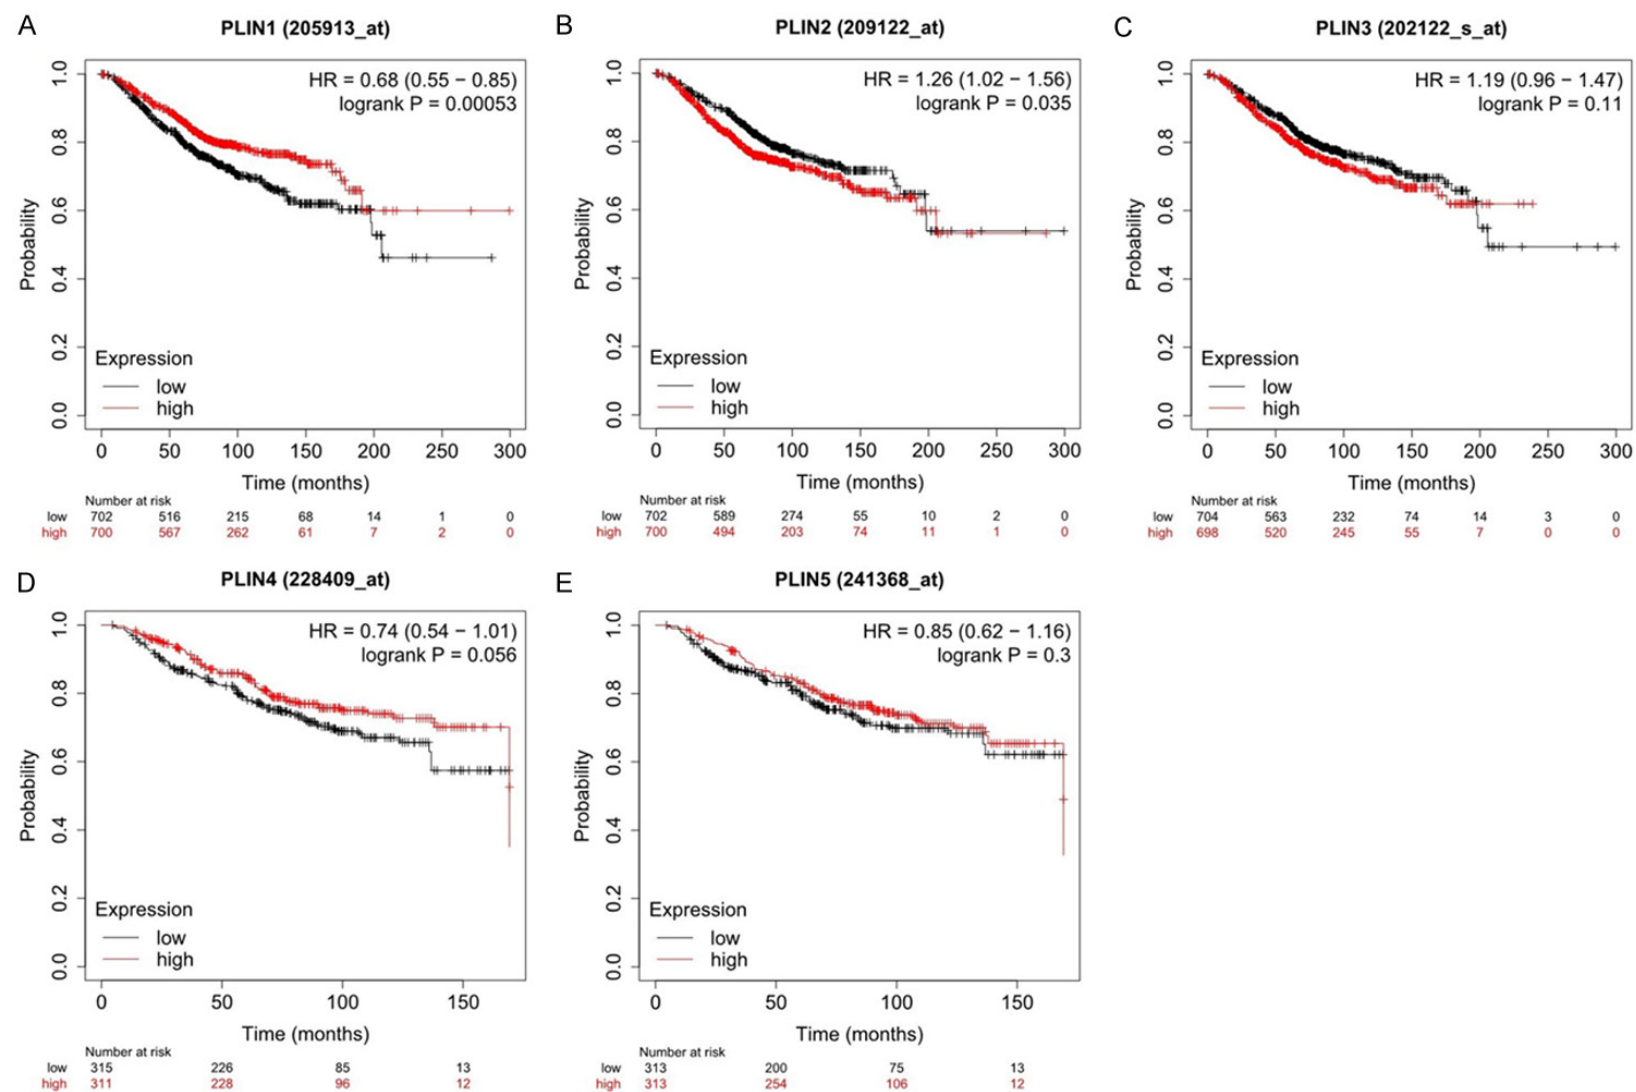 A
PLIN1 (205913_at)
HR = 0.68 (0.55 − 0.85)
logrank P = 0.00053
Probability
0.0 0.2 0.4 0.6 0.8 1.0
Expression
low
high
0 50 100 150 200 250 300
Time (months)
Number at risk
low 702 516 215 68 14 1 0
high 700 567 262 61 7 2 0
B
PLIN2 (209122_at)
HR = 1.26 (1.02 − 1.56)
logrank P = 0.035
Probability
0.0 0.2 0.4 0.6 0.8 1.0
Expression
low
high
0 50 100 150 200 250 300
Time (months)
Number at risk
low 702 589 274 55 10 2 0
high 700 494 203 74 11 1 0
C
PLIN3 (202122_s_at)
HR = 1.19 (0.96 − 1.47)
logrank P = 0.11
Probability
0.0 0.2 0.4 0.6 0.8 1.0
Expression
low
high
0 50 100 150 200 250 300
Time (months)
Number at risk
low 704 563 232 74 14 3 0
high 698 520 245 55 7 0 0
D
PLIN4 (228409_at)
HR = 0.74 (0.54 − 1.01)
logrank P = 0.056
Probability
0.0 0.2 0.4 0.6 0.8 1.0
Expression
low
high
0 50 100 150
Time (months)
Number at risk
low 315 226 85 13
high 311 228 96 12
E
PLIN5 (241368_at)
HR = 0.85 (0.62 − 1.16)
logrank P = 0.3
Probability
0.0 0.2 0.4 0.6 0.8 1.0
Expression
low
high
0 50 100 150
Time (months)
Number at risk
low 313 200 75 13
high 313 254 106 12